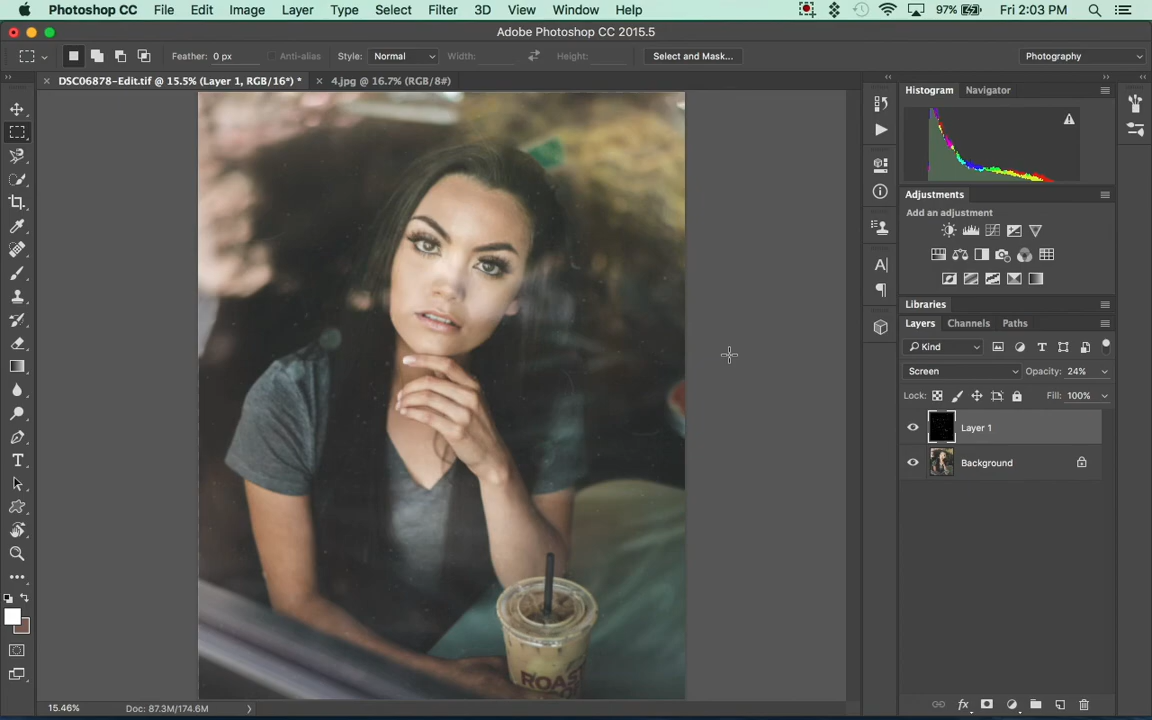 Photoshop CC File Edit Image Layer Type Select Filter 3D View Window Help 97% Fri 2:03 PM
Adobe Photoshop CC 2015.5
Feather: 0 px Anti-alias Style: Normal Width: Height: Select and Mask... Photography
DSC06878-Edit.tif @ 15.5% (Layer 1, RGB/16*) * 4.jpg @ 16.7% (RGB/8#)
Histogram Navigator
Adjustments
Add an adjustment
Libraries
Layers Channels Paths
Kind
Screen Opacity: 24%
Lock: Fill: 100%
Layer 1
Background
15.46% Doc: 87.3M/174.6M